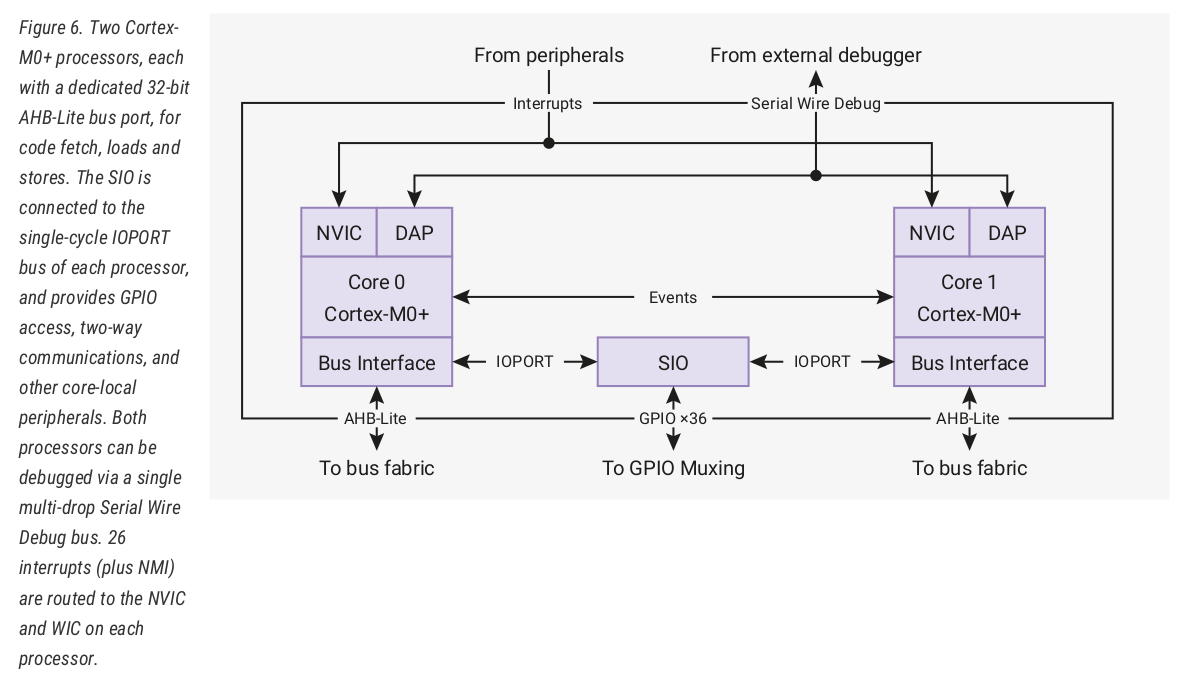 Figure 6. Two Cortex-
M0+ processors, each
with a dedicated 32-bit
AHB-Lite bus port, for
code fetch, loads and
stores. The SIO is
connected to the
single-cycle IOPORT
bus of each processor,
and provides GPIO
access, two-way
communications, and
other core-local
peripherals. Both
processors can be
debugged via a single
multi-drop Serial Wire
Debug bus. 26
interrupts (plus NMI)
are routed to the NVIC
and WIC on each
processor.
From peripherals
From external debugger
Interrupts
Serial Wire Debug
NVIC
DAP
NVIC
DAP
Core 0
Cortex-M0+
Events
Core 1
Cortex-M0+
Bus Interface
IOPORT
SIO
IOPORT
Bus Interface
AHB-Lite
GPIO ×36
AHB-Lite
To bus fabric
To GPIO Muxing
To bus fabric